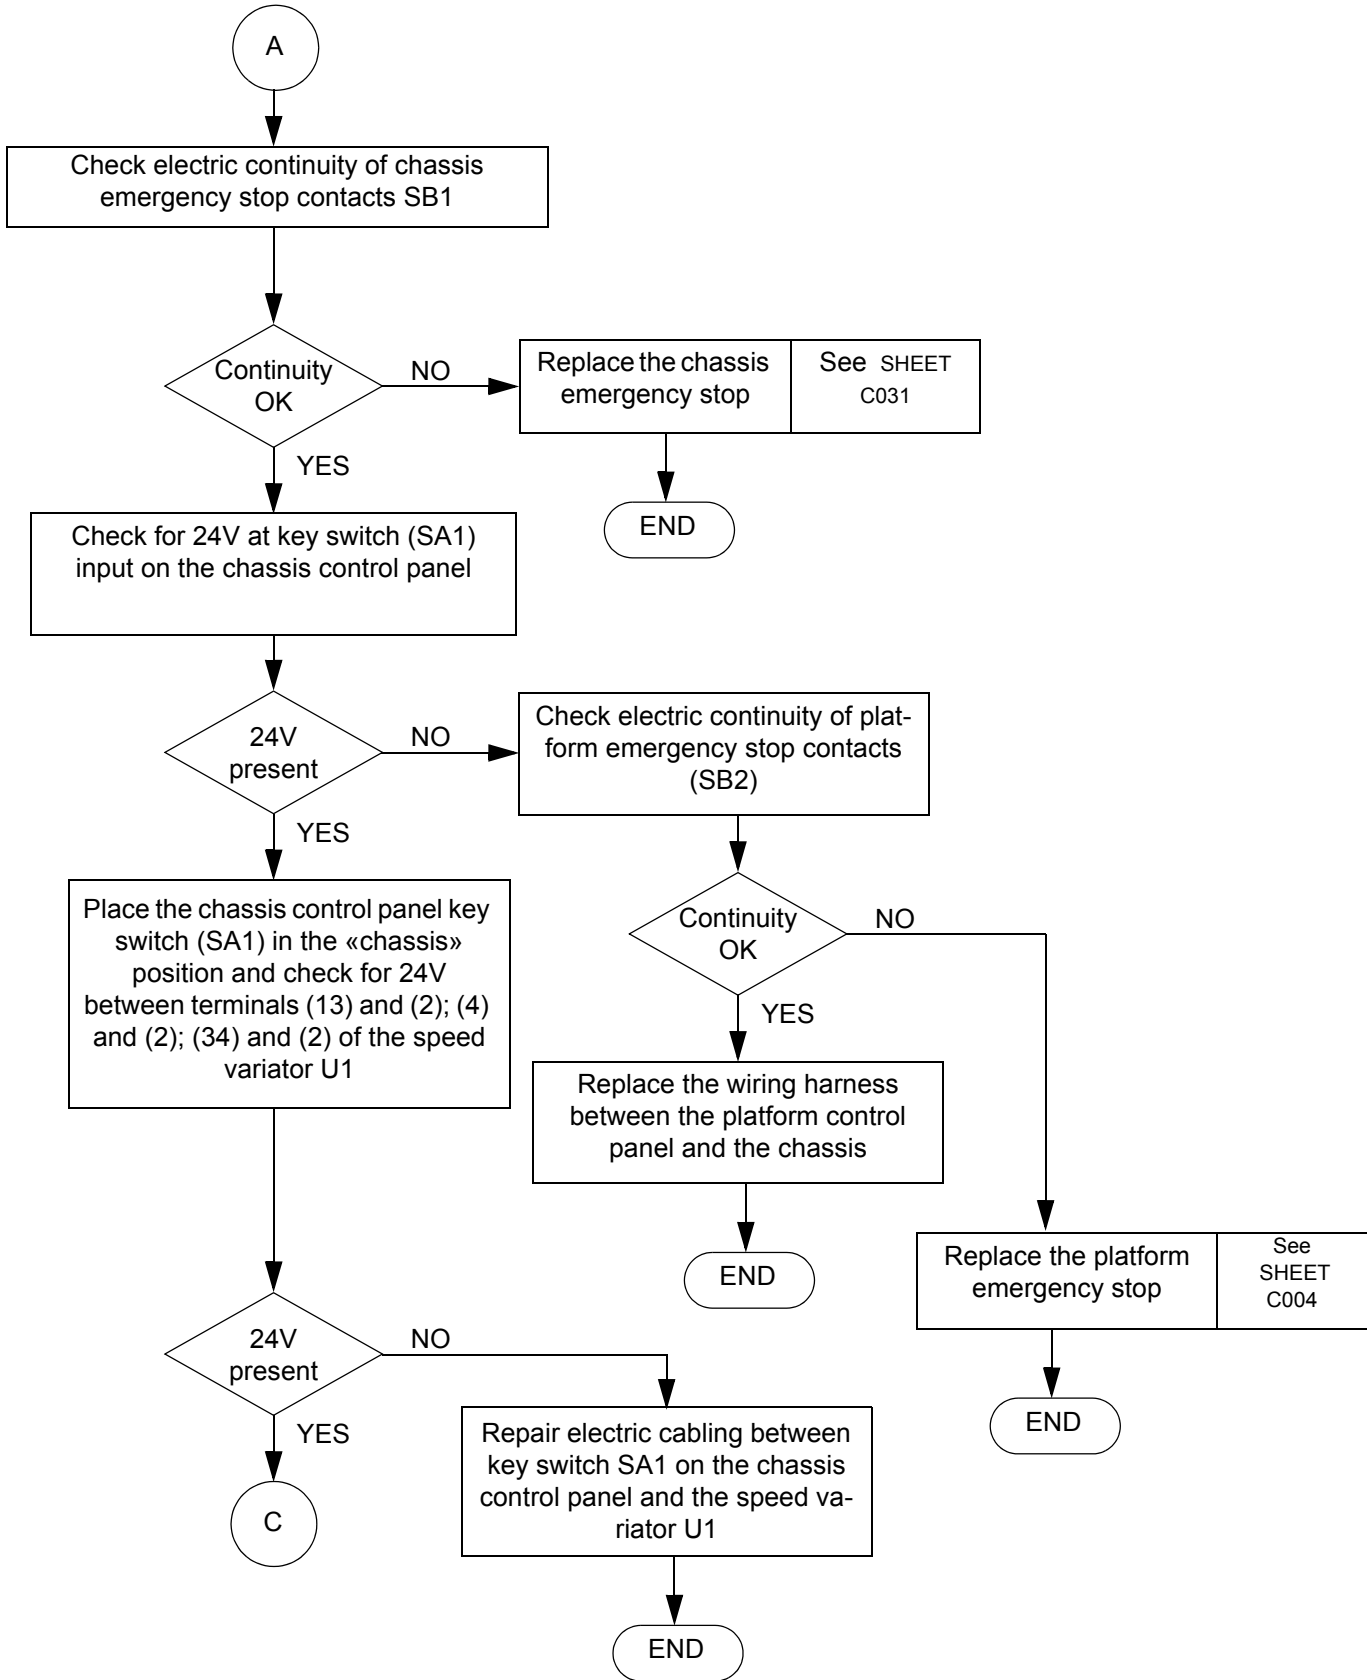 A
Check electric continuity of chassis
emergency stop contacts SB1
Continuity
OK
NO
Replace the chassis
emergency stop
See SHEET
C031
YES
END
Check for 24V at key switch (SA1)
input on the chassis control panel
24V
present
NO
Check electric continuity of plat-
form emergency stop contacts
(SB2)
YES
Place the chassis control panel key
switch (SA1) in the «chassis»
position and check for 24V
between terminals (13) and (2); (4)
and (2); (34) and (2) of the speed
variator U1
Continuity
OK
NO
YES
Replace the wiring harness
between the platform control
panel and the chassis
END
Replace the platform
emergency stop
See
SHEET
C004
END
24V
present
NO
YES
C
Repair electric cabling between
key switch SA1 on the chassis
control panel and the speed va-
riator U1
END